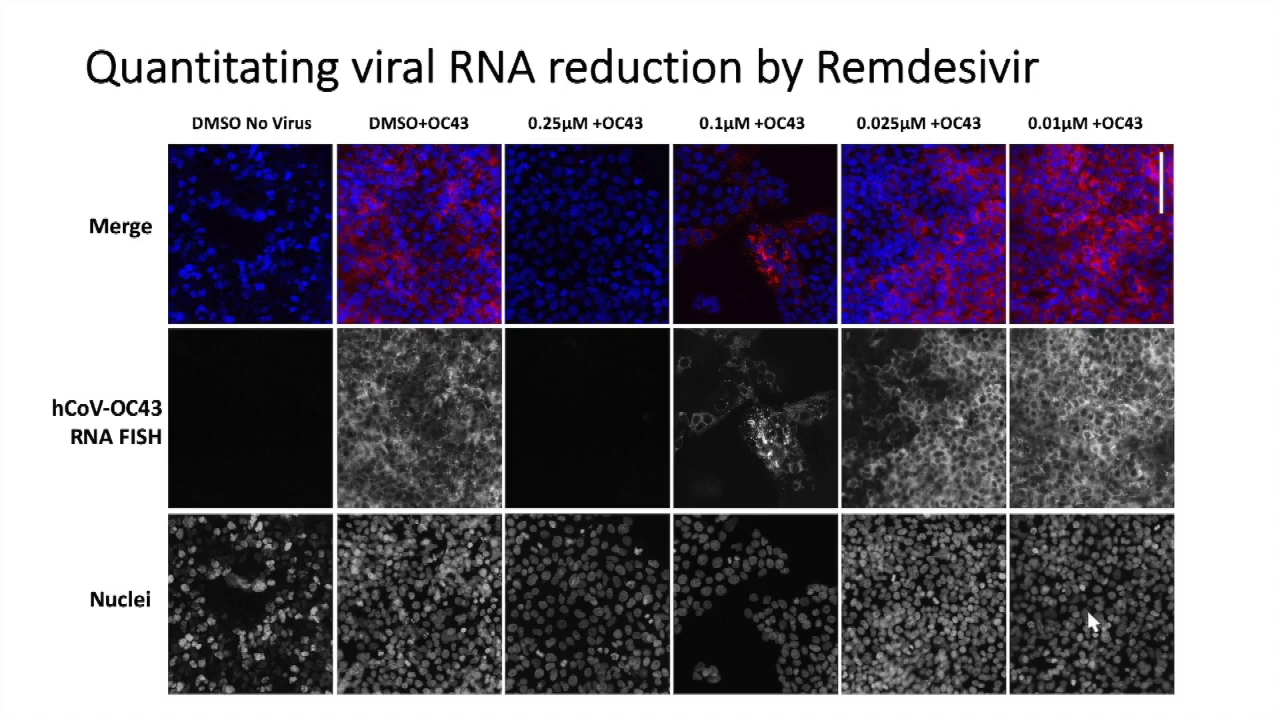 Quantitating viral RNA reduction by Remdesivir
DMSO No Virus
DMSO+OC43
0.25µM +OC43
0.1µM +OC43
0.025µM +OC43
0.01µM +OC43
Merge
hCoV-OC43
RNA FISH
Nuclei